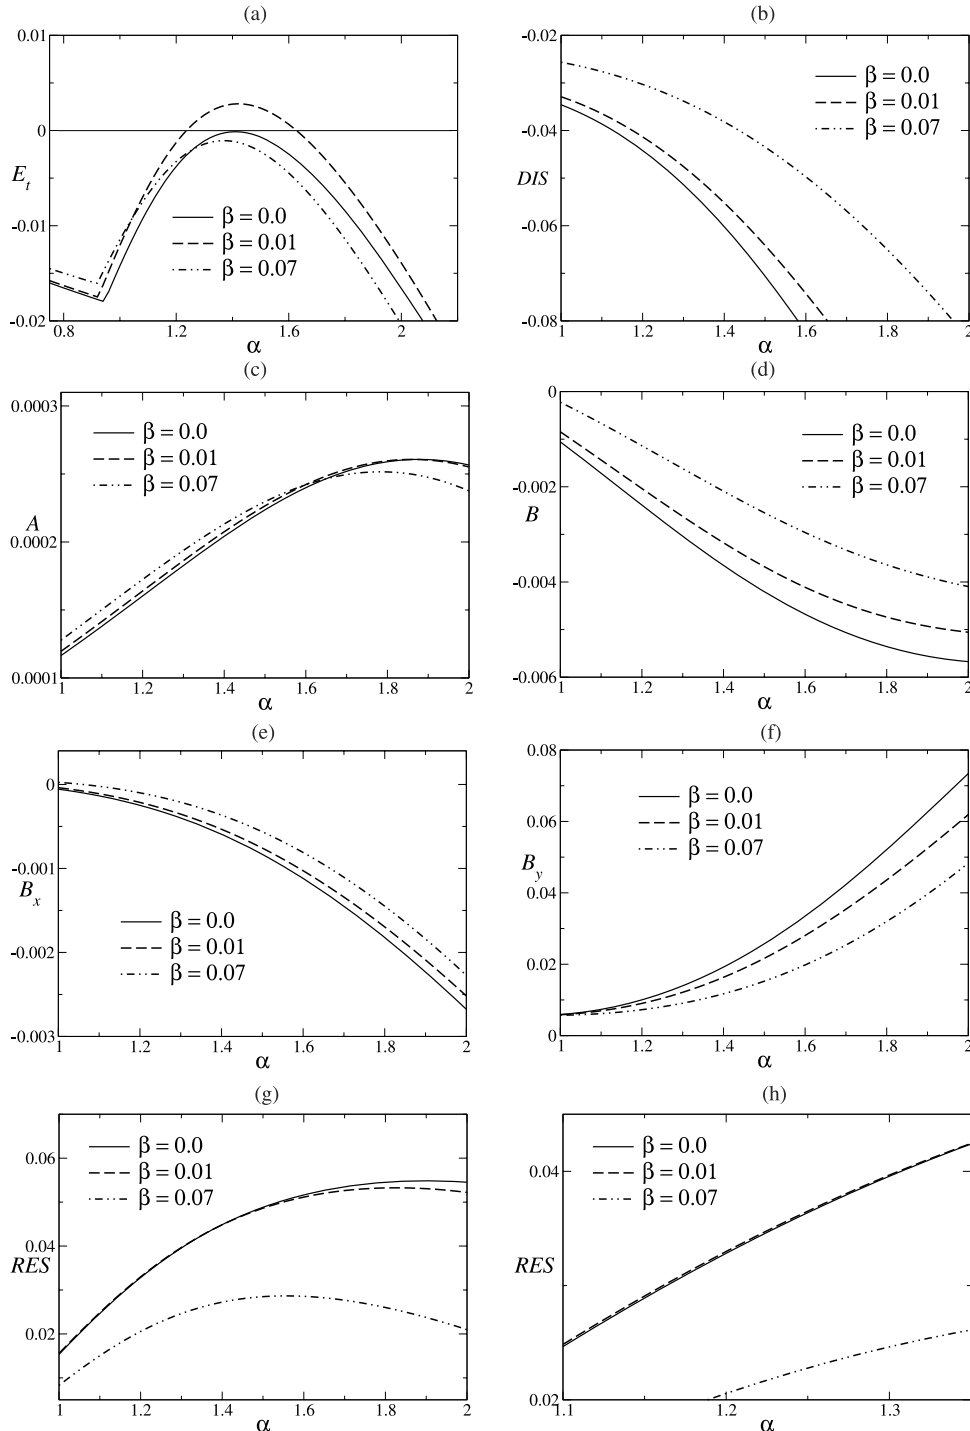 (a)
0.01
0
-0.01
-0.02
E_t
β = 0.0
β = 0.01
β = 0.07
0.8
1.2
1.6
2
α
(b)
-0.02
-0.04
-0.06
-0.08
DIS
β = 0.0
β = 0.01
β = 0.07
1
1.2
1.4
1.6
1.8
2
α
(c)
0.0003
0.0002
0.0001
A
β = 0.0
β = 0.01
β = 0.07
1
1.2
1.4
1.6
1.8
2
α
(d)
0
-0.002
-0.004
-0.006
B
β = 0.0
β = 0.01
β = 0.07
1
1.2
1.4
1.6
1.8
2
α
(e)
0
-0.001
-0.002
-0.003
B_x
β = 0.0
β = 0.01
β = 0.07
1
1.2
1.4
1.6
1.8
2
α
(f)
0.08
0.06
0.04
0.02
0
B_y
β = 0.0
β = 0.01
β = 0.07
1
1.2
1.4
1.6
1.8
2
α
(g)
0.06
0.04
0.02
RES
β = 0.0
β = 0.01
β = 0.07
1
1.2
1.4
1.6
1.8
2
α
(h)
0.04
0.02
RES
β = 0.0
β = 0.01
β = 0.07
1.1
1.2
1.3
α